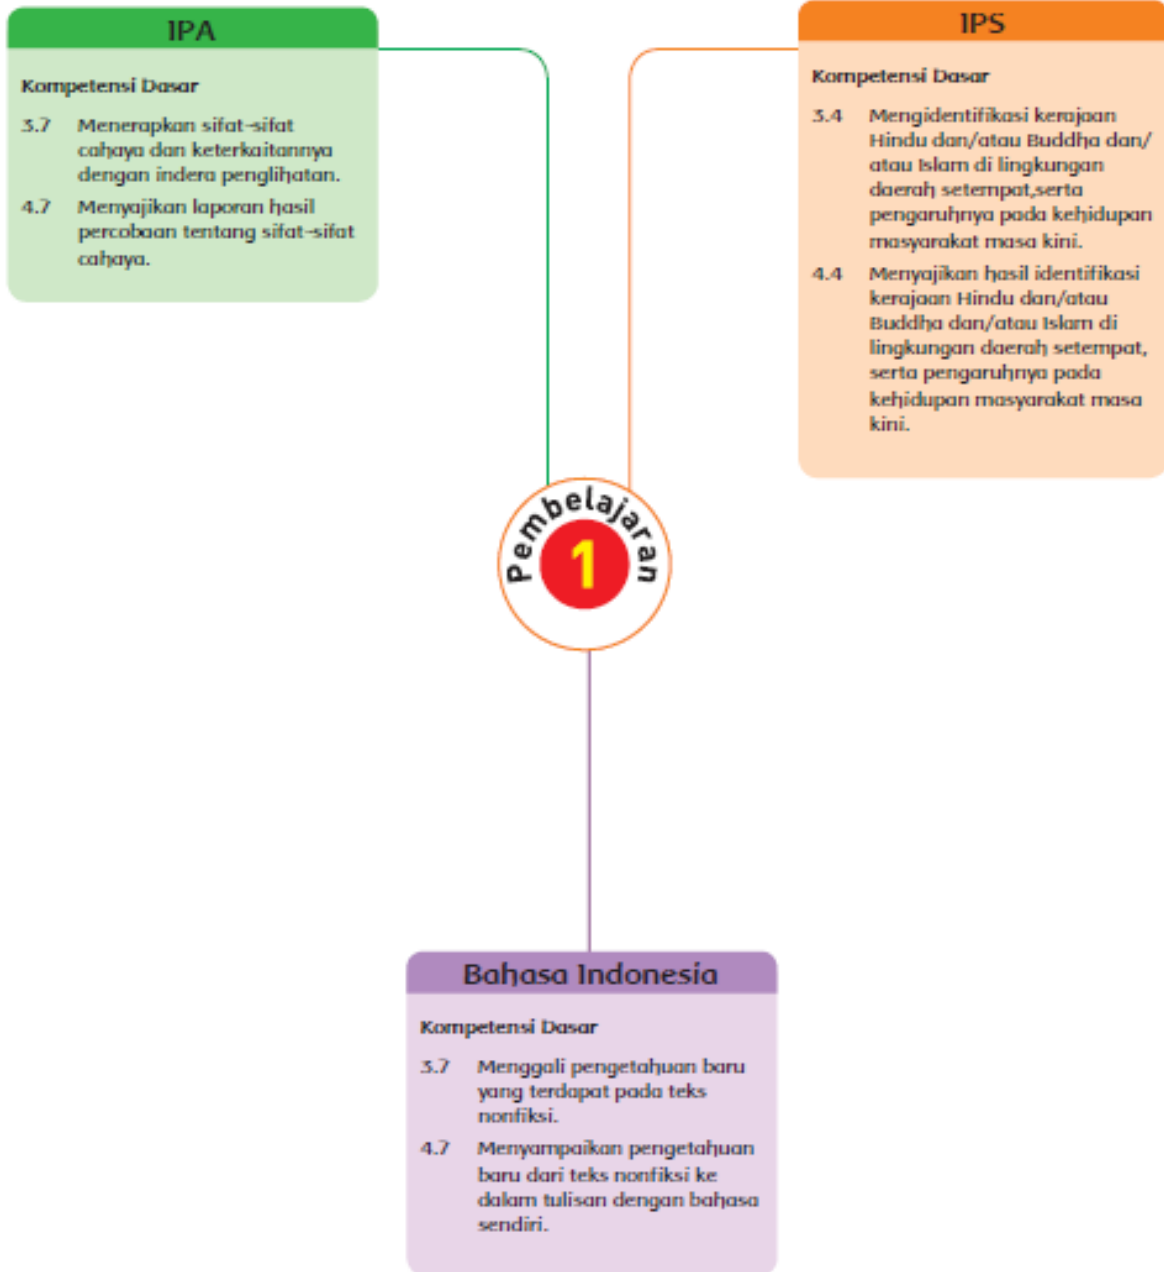 IPA
Kompetensi Dasar
3.7 Menerapkan sifat-sifat
cahaya dan keterkaitannya
dengan indera penglihatan.
4.7 Menyajikan laporan hasil
percobaan tentang sifat-sifat
cahaya.
IPS
Kompetensi Dasar
3.4 Mengidentifikasi kerajaan
Hindu dan/atau Buddha dan/
atau Islam di lingkungan
daerah setempat,serta
pengaruhnya pada kehidupan
masyarakat masa kini.
4.4 Menyajikan hasil identifikasi
kerajaan Hindu dan/atau
Buddha dan/atau Islam di
lingkungan daerah setempat,
serta pengaruhnya pada
kehidupan masyarakat masa
kini.
Pembelajaran
1
Bahasa Indonesia
Kompetensi Dasar
3.7 Menggali pengetahuan baru
yang terdapat pada teks
nonfiksi.
4.7 Menyampaikan pengetahuan
baru dari teks nonfiksi ke
dalam tulisan dengan bahasa
sendiri.